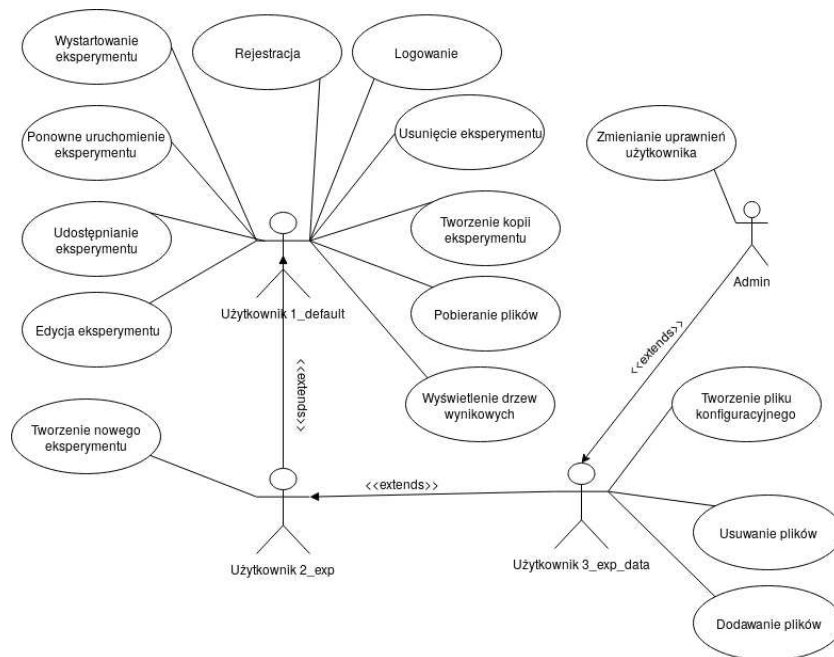 Wystartowanie
eksperymentu
Rejestracja
Logowanie
Ponowne uruchomienie
eksperymentu
Usunięcie eksperymentu
Zmienianie uprawnień
użytkownika
Udostępnianie
eksperymentu
Tworzenie kopii
eksperymentu
Admin
Użytkownik 1_default
Edycja eksperymentu
Pobieranie plików
<<extends>>
<<extends>>
Wyświetlenie drzew
wynikowych
Tworzenie pliku
konfiguracyjnego
Tworzenie nowego
eksperymentu
<<extends>>
Usuwanie plików
Użytkownik 2_exp
Użytkownik 3_exp_data
Dodawanie plików